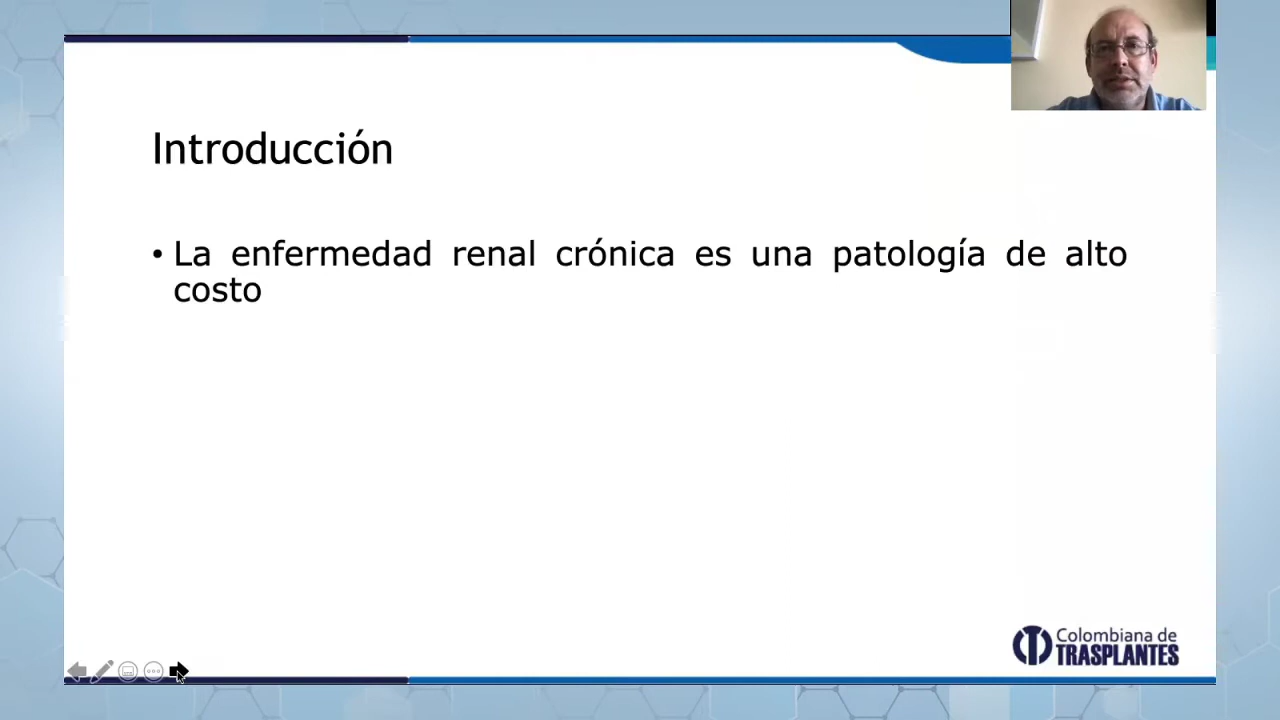 Introducción
• La enfermedad renal crónica es una patología de alto
costo
Colombiana de
TRASPLANTES